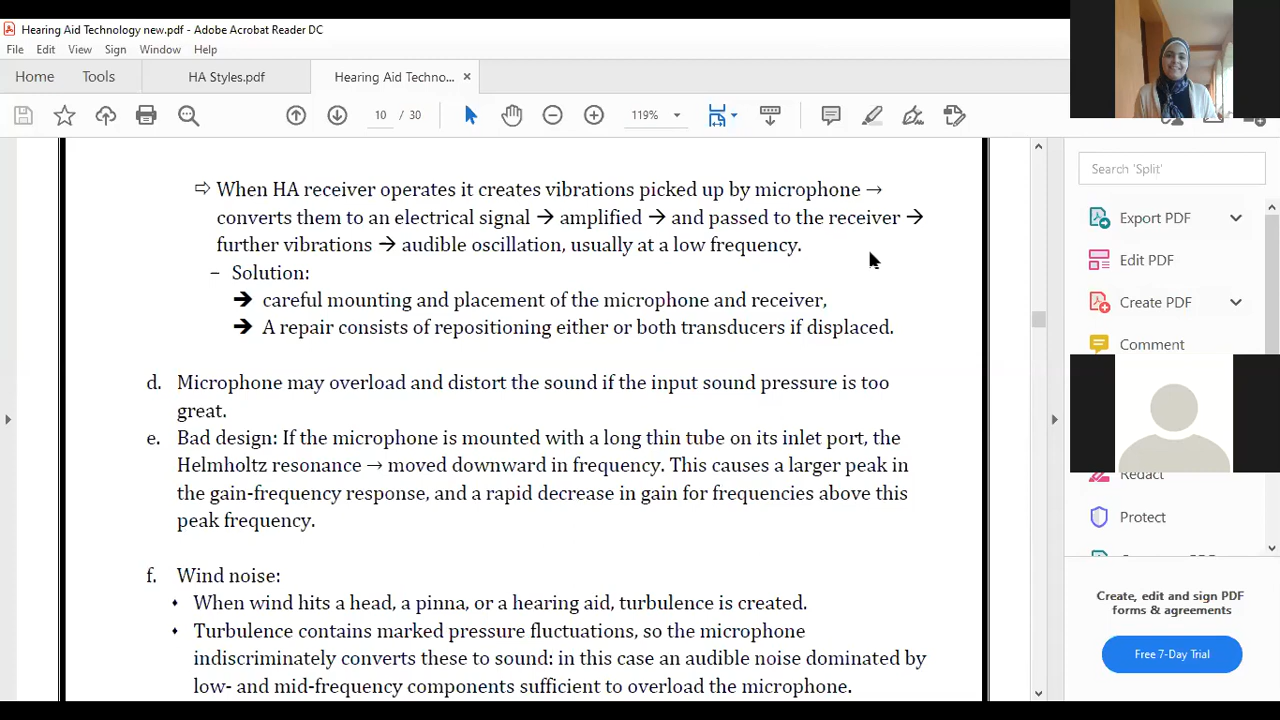 Hearing Aid Technology New.pdf - Adobe Acrobat Reader DC
File Edit View Sign Window Help
Home Tools HA Styles.pdf Hearing Aid Techno... ×
10 / 30 119%
⇨ When HA receiver operates it creates vibrations picked up by microphone →
converts them to an electrical signal → amplified → and passed to the receiver →
further vibrations → audible oscillation, usually at a low frequency.
– Solution:
➔ careful mounting and placement of the microphone and receiver,
➔ A repair consists of repositioning either or both transducers if displaced.
d. Microphone may overload and distort the sound if the input sound pressure is too
great.
e. Bad design: If the microphone is mounted with a long thin tube on its inlet port, the
Helmholtz resonance → moved downward in frequency. This causes a larger peak in
the gain-frequency response, and a rapid decrease in gain for frequencies above this
peak frequency.
f. Wind noise:
⬧ When wind hits a head, a pinna, or a hearing aid, turbulence is created.
⬧ Turbulence contains marked pressure fluctuations, so the microphone
indiscriminately converts these to sound: in this case an audible noise dominated by
low- and mid-frequency components sufficient to overload the microphone.
Search 'Split'
Export PDF
Edit PDF
Create PDF
Comment
Redact
Protect
Create, edit and sign PDF
forms & agreements
Free 7-Day Trial